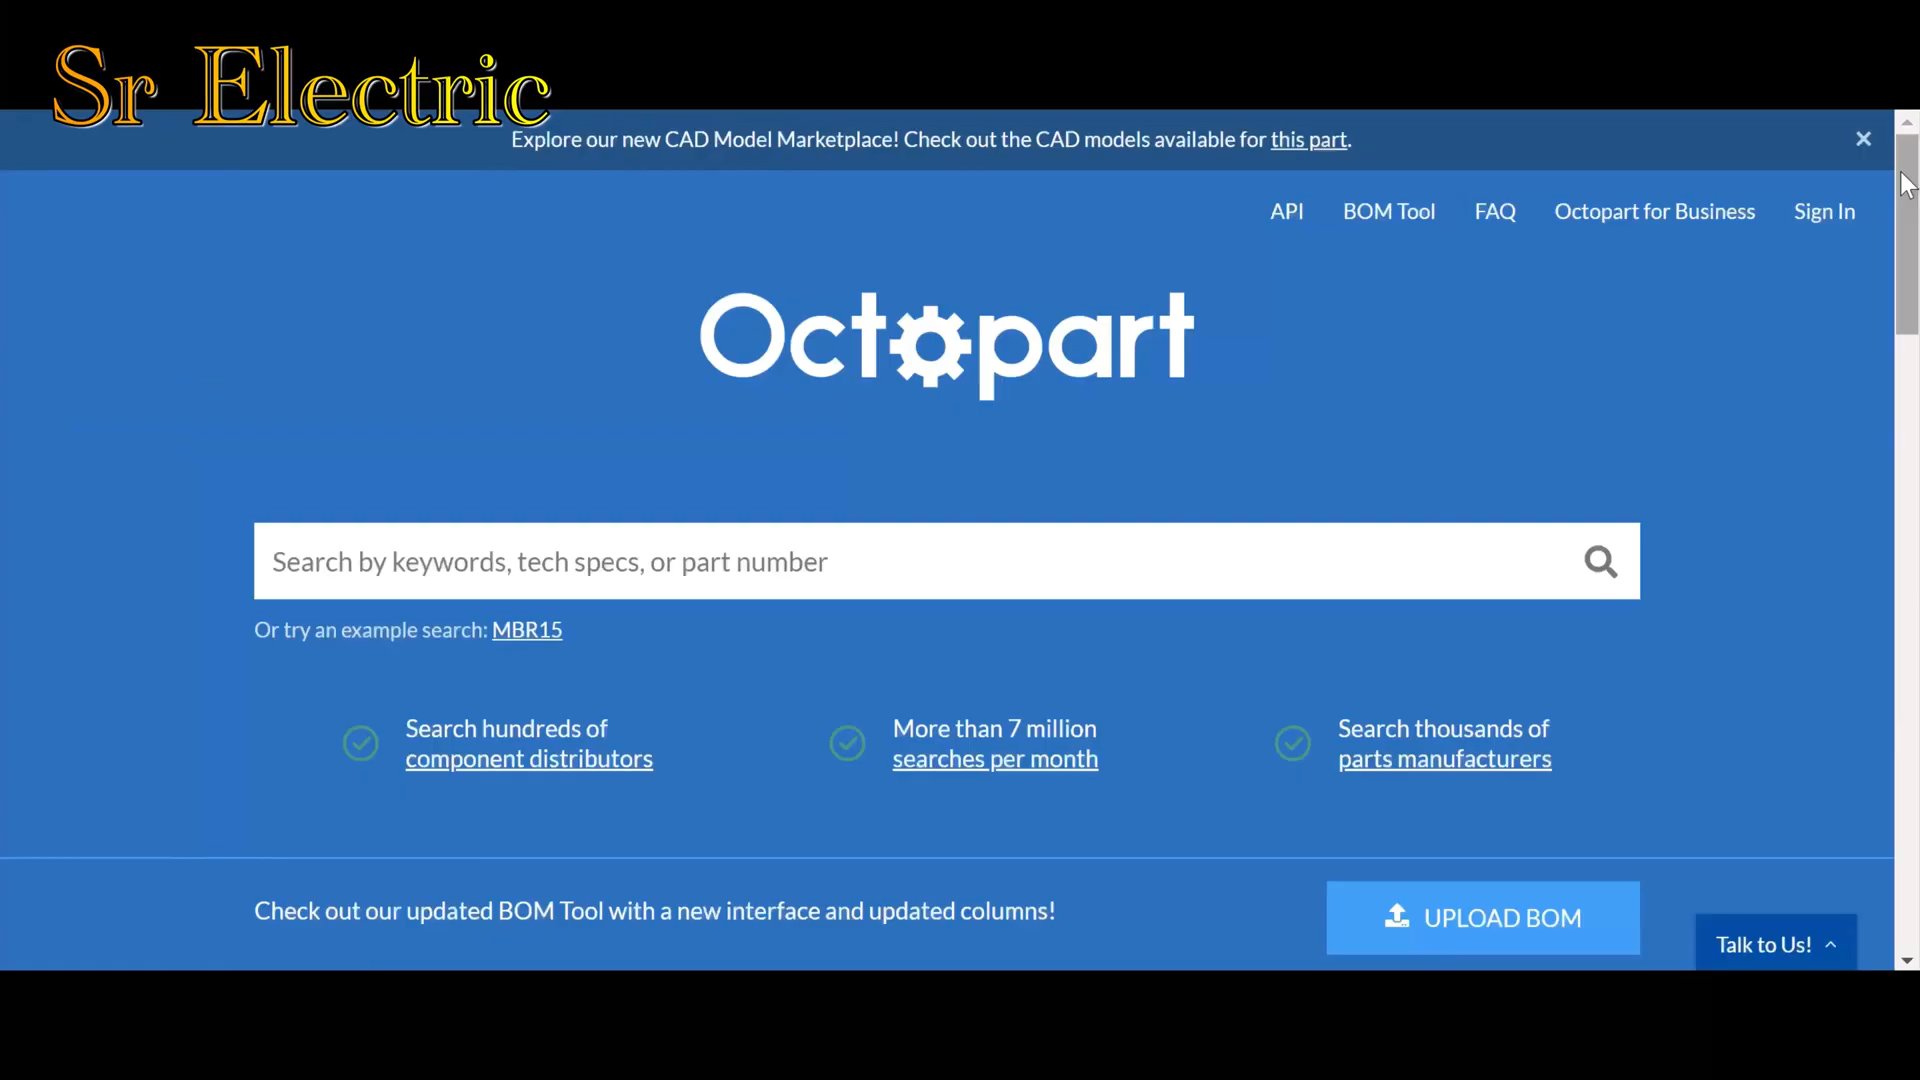 Sr Electric
Explore our new CAD Model Marketplace! Check out the CAD models available for this part.
API BOM Tool FAQ Octopart for Business Sign In
Octopart
Search by keywords, tech specs, or part number
Or try an example search: MBR15
Search hundreds of
component distributors
More than 7 million
searches per month
Search thousands of
parts manufacturers
Check out our updated BOM Tool with a new interface and updated columns!
UPLOAD BOM
Talk to Us!